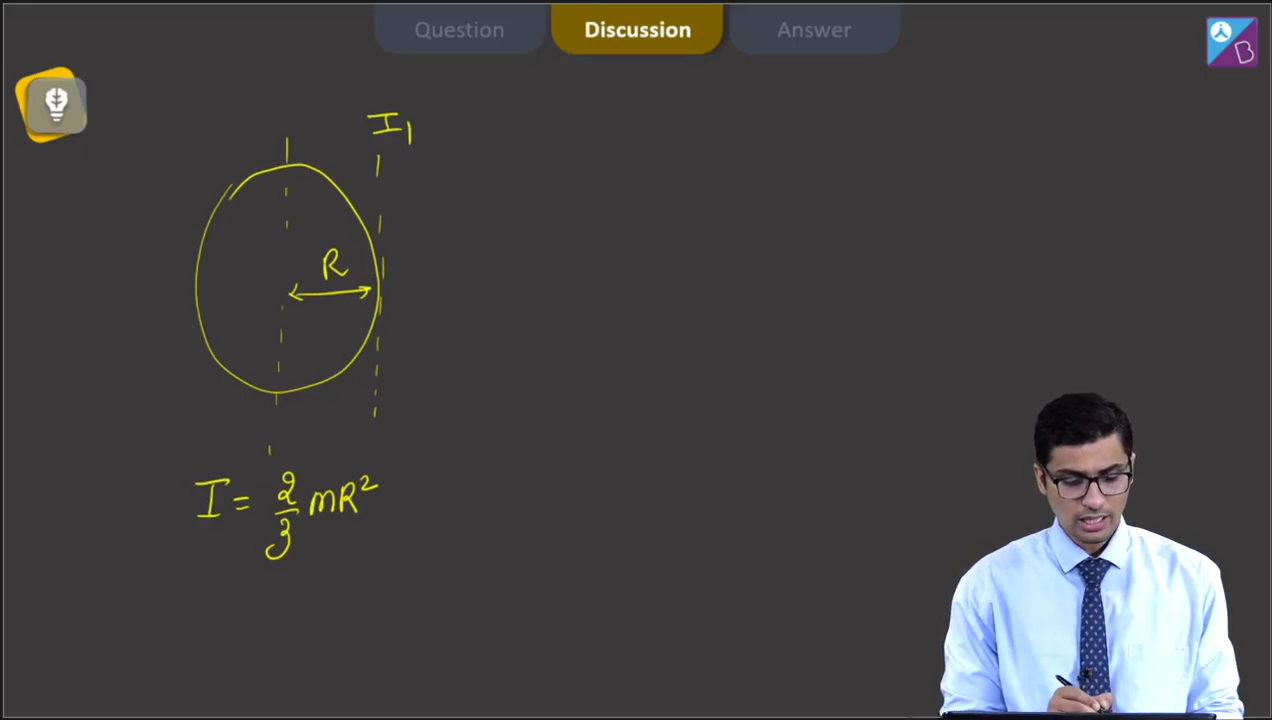 Question
Discussion
Answer
B
I₁
R
I = 2/3 mR²